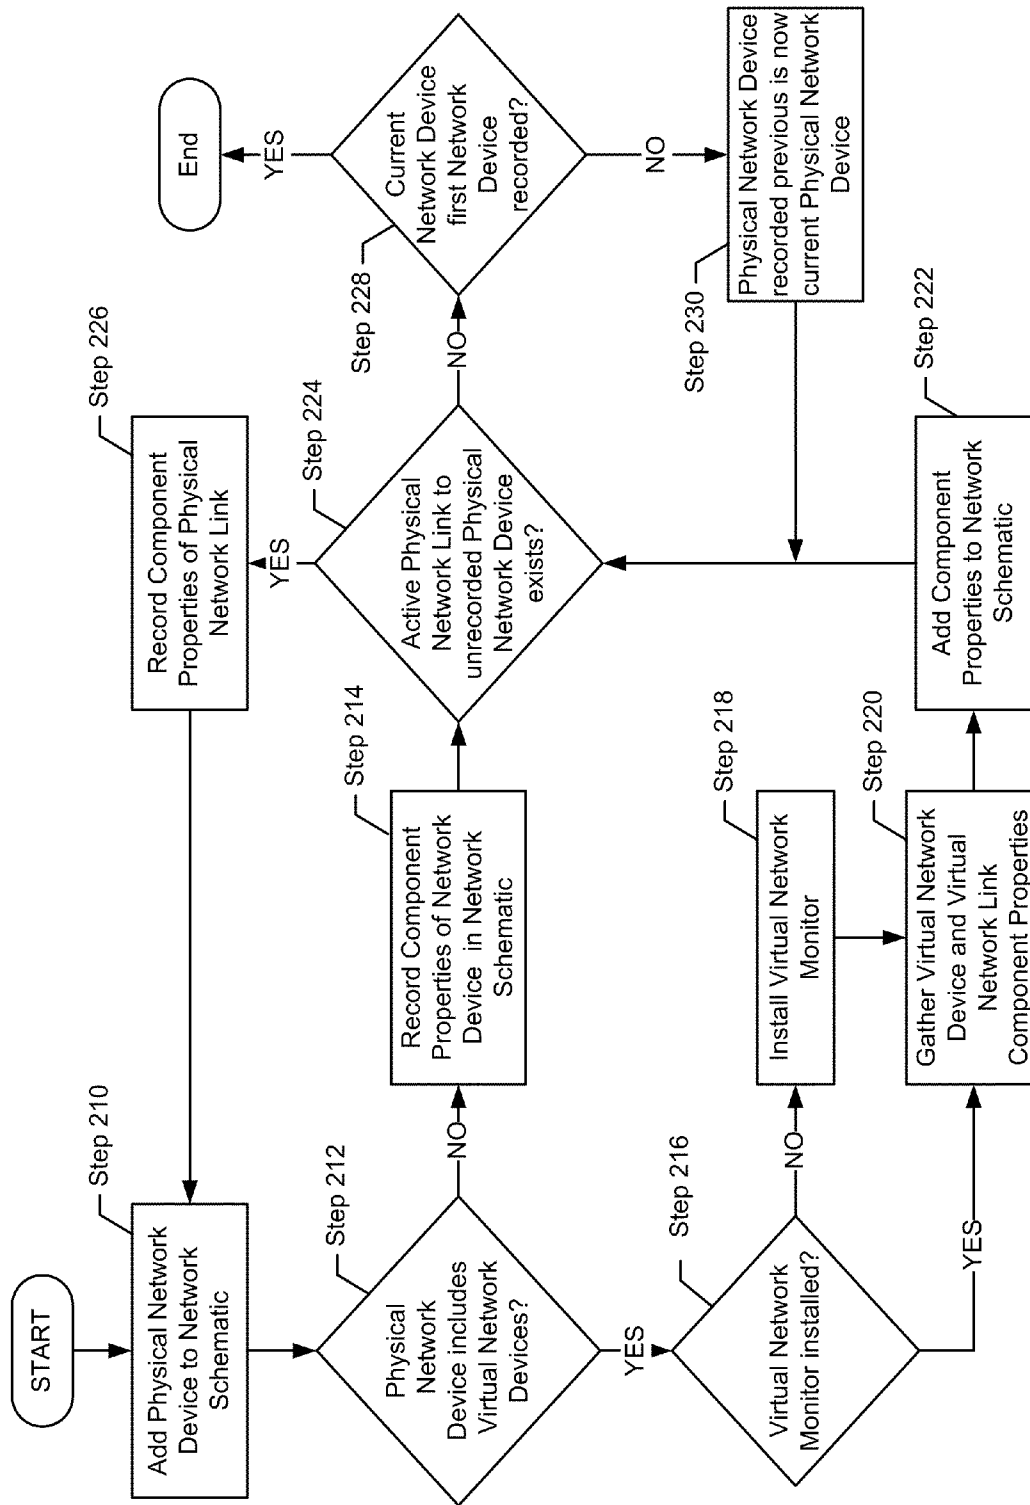 START
Step 210
Add Physical Network
Device to Network
Schematic
Step 212
Physical
Network
Device includes
Virtual Network
Devices?
NO
YES
Step 214
Record Component
Properties of Network
Device in Network
Schematic
Step 216
Virtual Network
Monitor installed?
NO
YES
Step 218
Install Virtual Network
Monitor
Step 220
Gather Virtual Network
Device and Virtual
Network Link
Component Properties
Step 222
Add Component
Properties to Network
Schematic
Step 224
Active Physical
Network Link to
unrecorded Physical
Network Device
exists?
YES
NO
Step 226
Record Component
Properties of Physical
Network Link
Step 228
Current
Network Device
first Network
Device
recorded?
YES
NO
End
Step 230
Physical Network Device
recorded previous is now
current Physical Network
Device